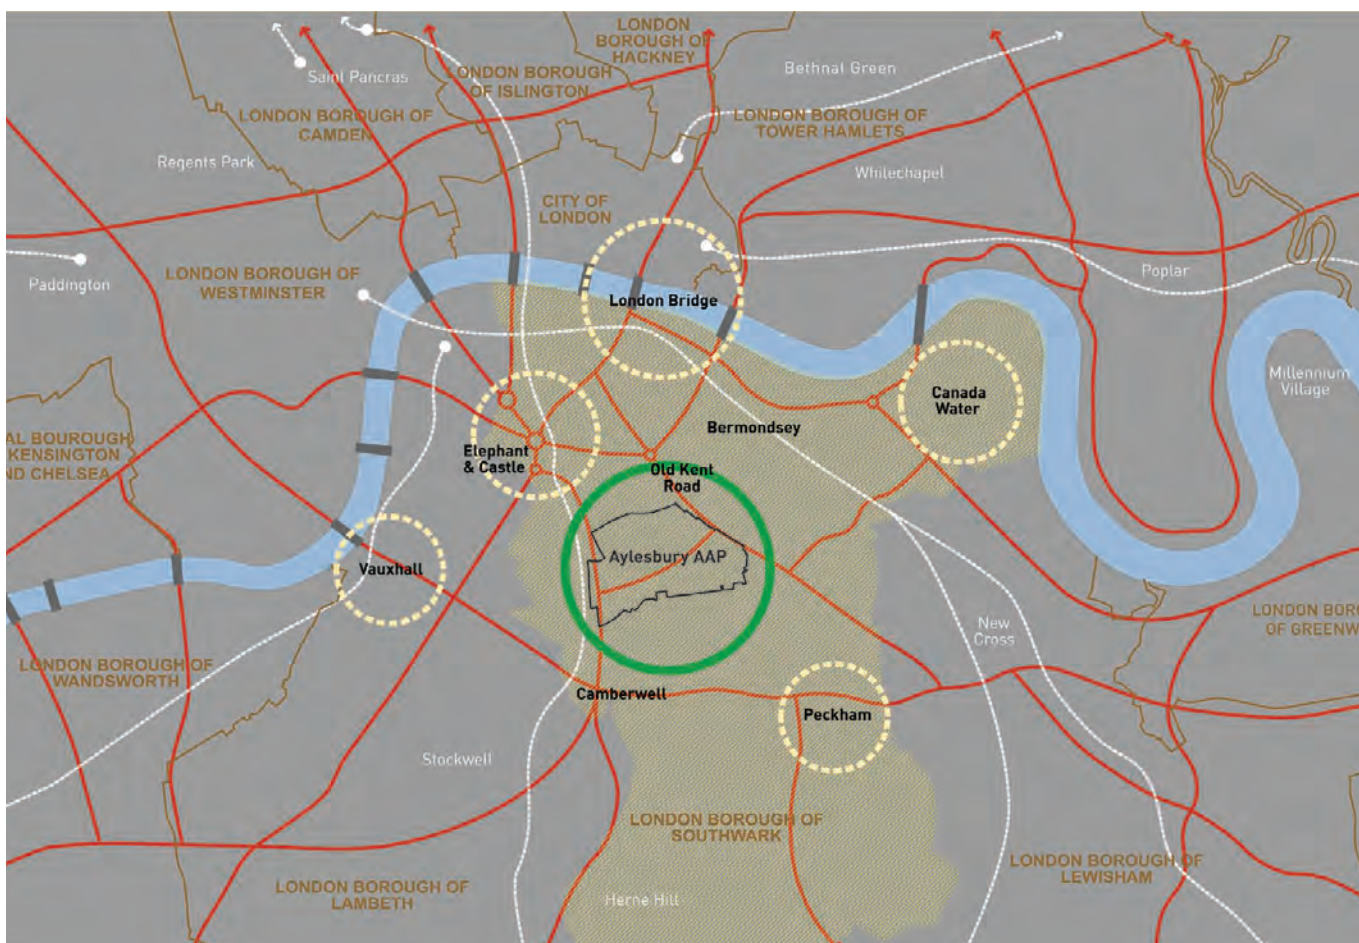 LONDON
BOROUGH OF
HACKNEY
Saint Pancras
LONDON BOROUGH
OF ISLINGTON
Bethnal Green
LONDON BOROUGH OF
CAMDEN
LONDON BOROUGH OF
TOWER HAMLETS
Regents Park
Whitechapel
CITY OF
LONDON
Paddington
LONDON BOROUGH OF
WESTMINSTER
Poplar
London Bridge
Millennium
Village
Canada
Water
Bermondsey
AL BOUROUGH
KENSINGTON
ND CHELSEA
Elephant
& Castle
Old Kent
Road
Aylesbury AAP
Vauxhall
New
Cross
LONDON BOR
OF GREENW
LONDON BOROUGH OF
WANDSWORTH
Camberwell
Peckham
Stockwell
LONDON BOROUGH OF
SOUTHWARK
LONDON BOROUGH OF
LEWISHAM
LONDON BOROUGH OF
LAMBETH
Herne Hill